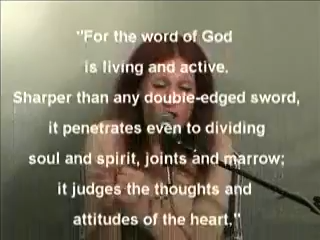 "For the word of God
is living and active.
Sharper than any double-edged sword,
it penetrates even to dividing
soul and spirit, joints and marrow;
it judges the thoughts and
attitudes of the heart."